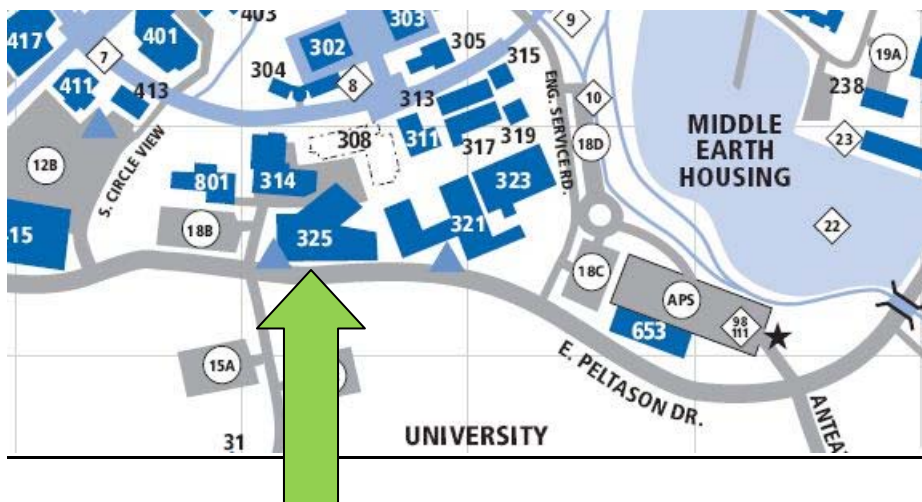 403
303
417
401
302
305
9
7
19A
304
315
8
238
411
413
313
10
ENG. SERVICE RD.
308
311
317
319
18D
MIDDLE
EARTH
HOUSING
23
12B
S. CIRCLE VIEW
801
314
323
18B
325
321
22
18C
APS
98
111
653
15A
E. PELTASON DR.
31
UNIVERSITY